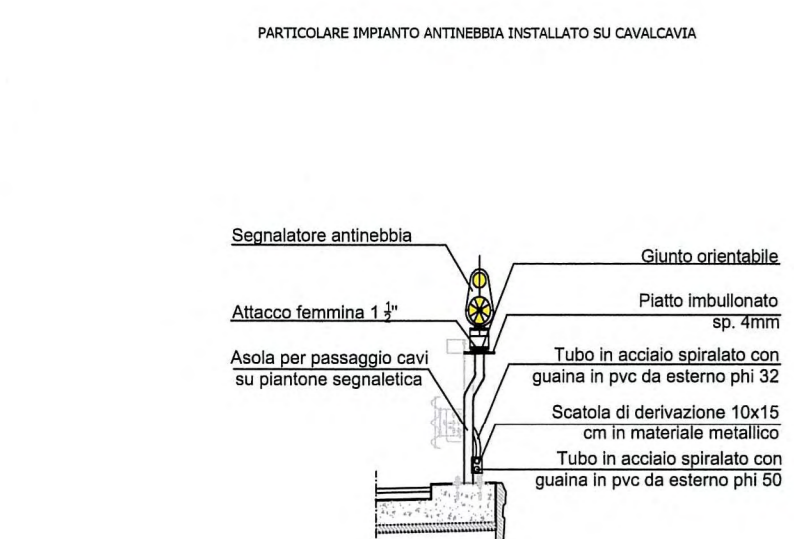 PARTICOLARE IMPIANTO ANTINEBBIA INSTALLATO SU CAVALCAVIA
Segnalatore antinebbia
Attacco femmina 1 ½"
Asola per passaggio cavi
su piantone segnaletica
Giunto orientabile
Piatto imbullonato
sp. 4mm
Tubo in acciaio spiralato con
guaina in pvc da esterno phi 32
Scatola di derivazione 10x15
cm in materiale metallico
Tubo in acciaio spiralato con
guaina in pvc da esterno phi 50